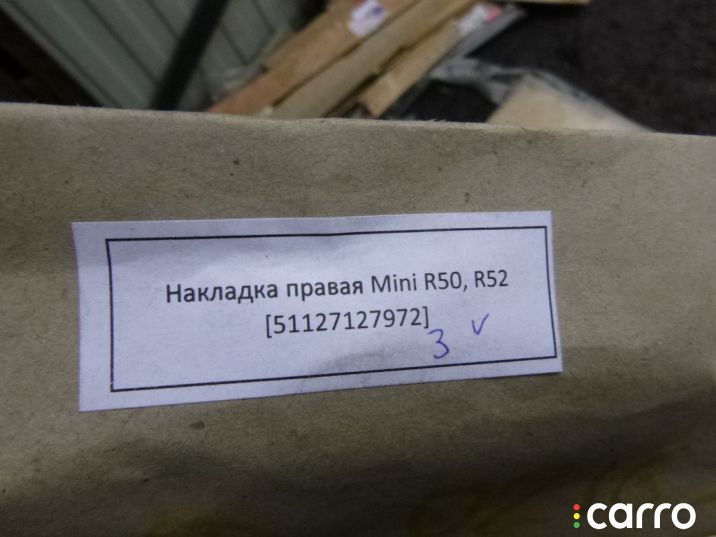 Накладка правая Mini R50, R52
[51127127972]
3 v
carro